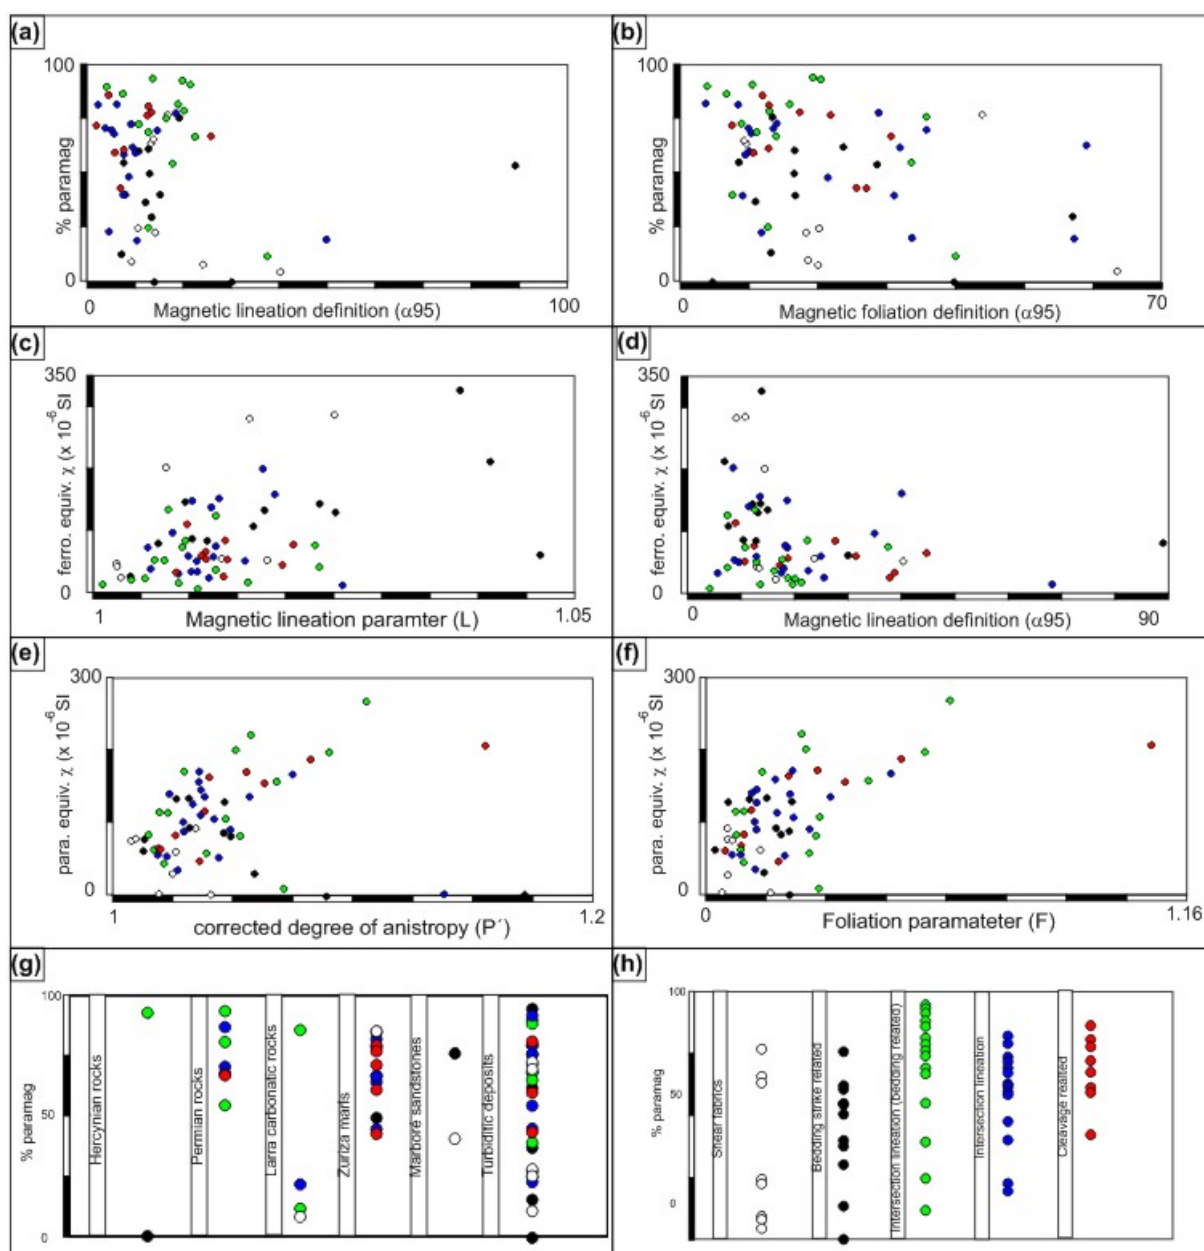 (a)
100
% paramag
0
0
100
Magnetic lineation definition (α95)
(b)
100
% paramag
0
0
70
Magnetic foliation definition (α95)
(c)
350
ferro. equiv. χ (x 10⁻⁶ SI
0
1
1.05
Magnetic lineation paramter (L)
(d)
350
ferro. equiv. χ (x 10⁻⁶ SI
0
0
90
Magnetic lineation definition (α95)
(e)
300
para. equiv. χ (x 10⁻⁶ SI
0
1
1.2
corrected degree of anistropy (P´)
(f)
300
para. equiv. χ (x 10⁻⁶ SI
0
0
1.16
Foliation paramateter (F)
(g)
100
50
0
% paramag
Hercynian rocks
Permian rocks
Larra carbonatic rocks
Zuriza marls
Marboré sandstones
Turbiditic deposits
(h)
100
50
0
% paramag
Shear fabrics
Bedding strike related
Intersection lineation (bedding related)
Intersection lineation
Cleavage realted